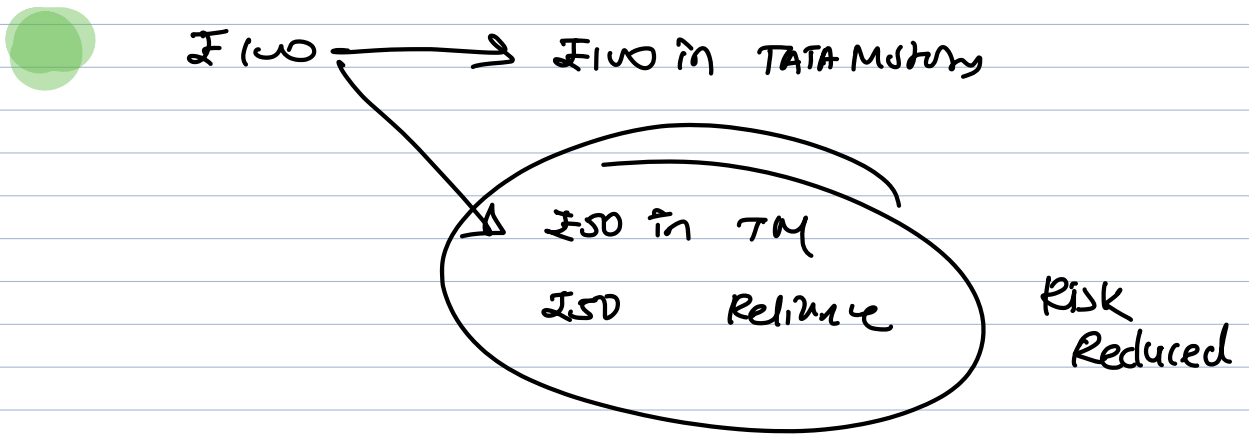 ₹100 → ₹100 in TATA Motors
₹50 in TM
₹50 Reliance
Risk
Reduced